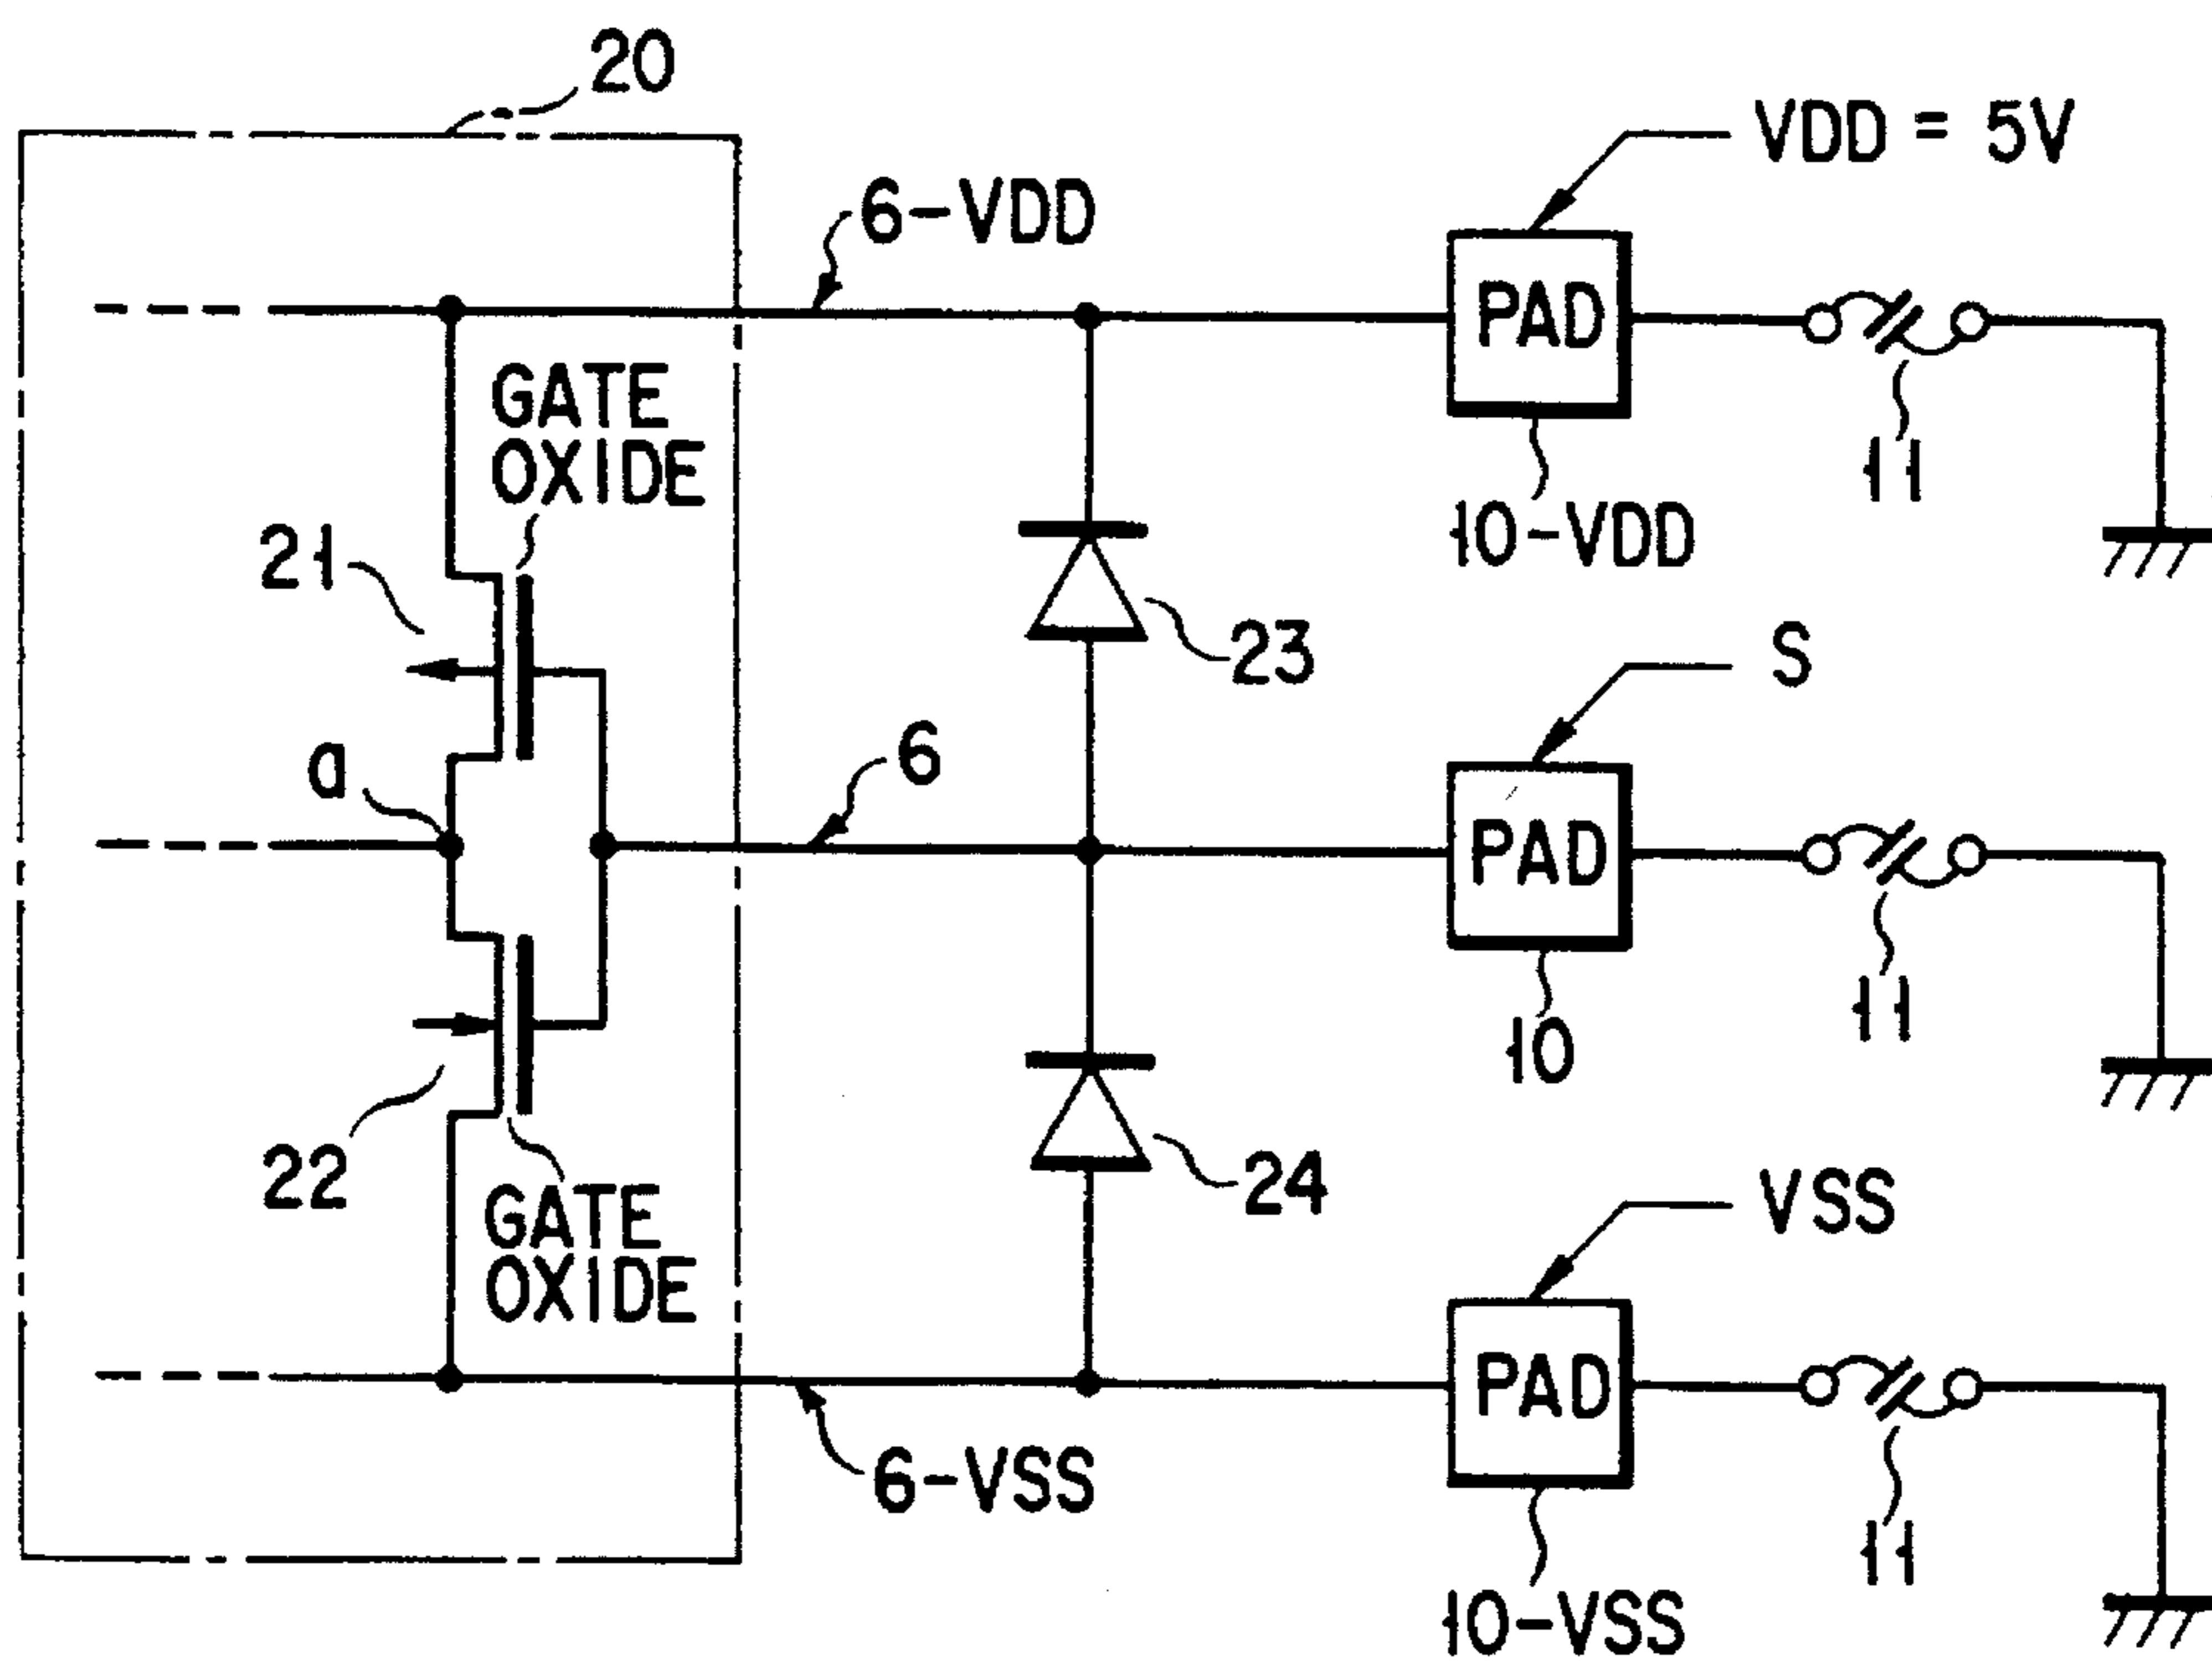 20
VDD = 5V
6-VDD
PAD
GATE
OXIDE
11
10-VDD
21
23
S
6
a
PAD
11
10
22
24
GATE
OXIDE
VSS
PAD
6-VSS
11
10-VSS